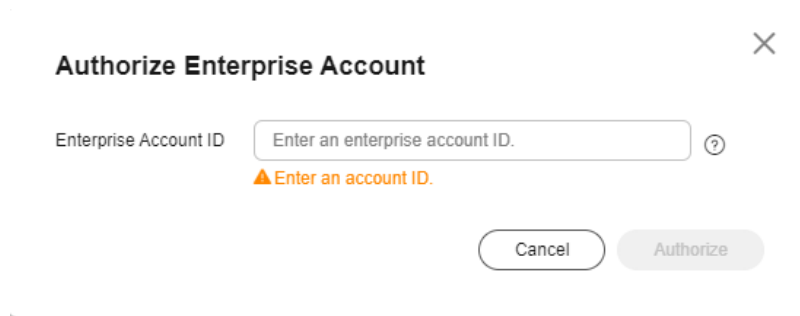 Authorize Enterprise Account
Enterprise Account ID Enter an enterprise account ID. ?
Enter an account ID.
Cancel Authorize